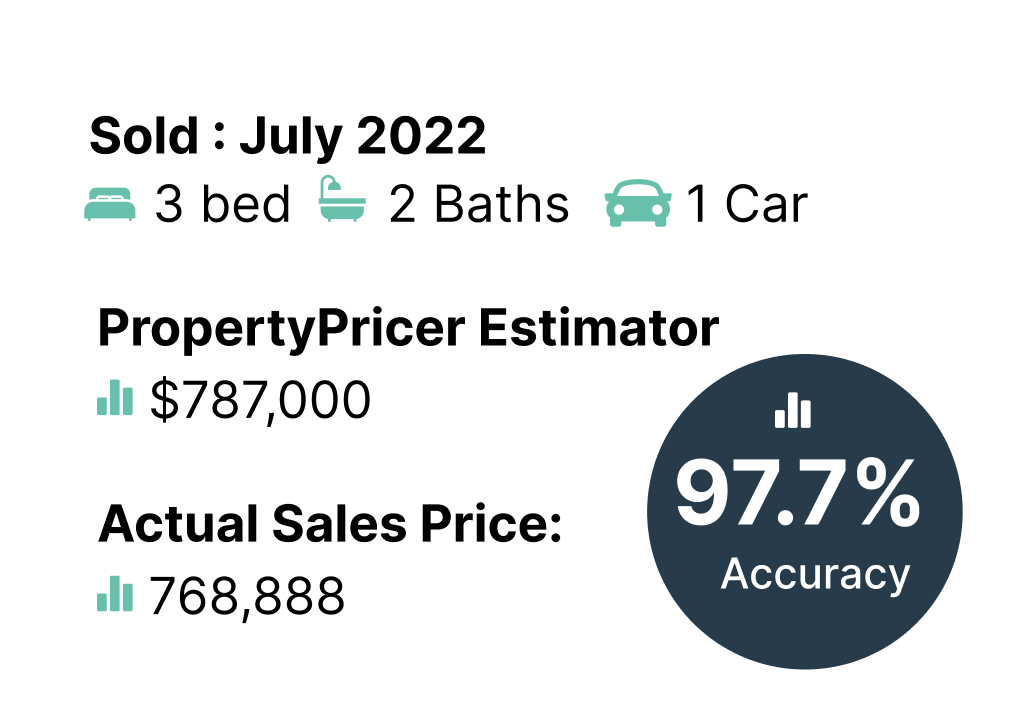 Sold : July 2022
3 bed 2 Baths 1 Car
PropertyPricer Estimator
$787,000
97.7%
Actual Sales Price:
Accuracy
768,888